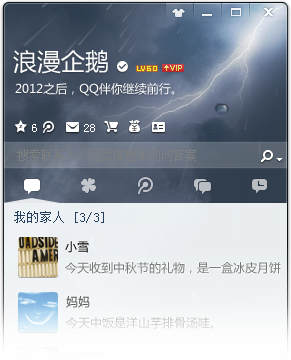 浪漫企鹅 LV60 VIP
2012之后，QQ伴你继续前行。
6 28
我的家人 [3/3]
小雪
今天收到中秋节的礼物，是一盒冰皮月饼
妈妈
今天中饭是洋山芋排骨汤哇。